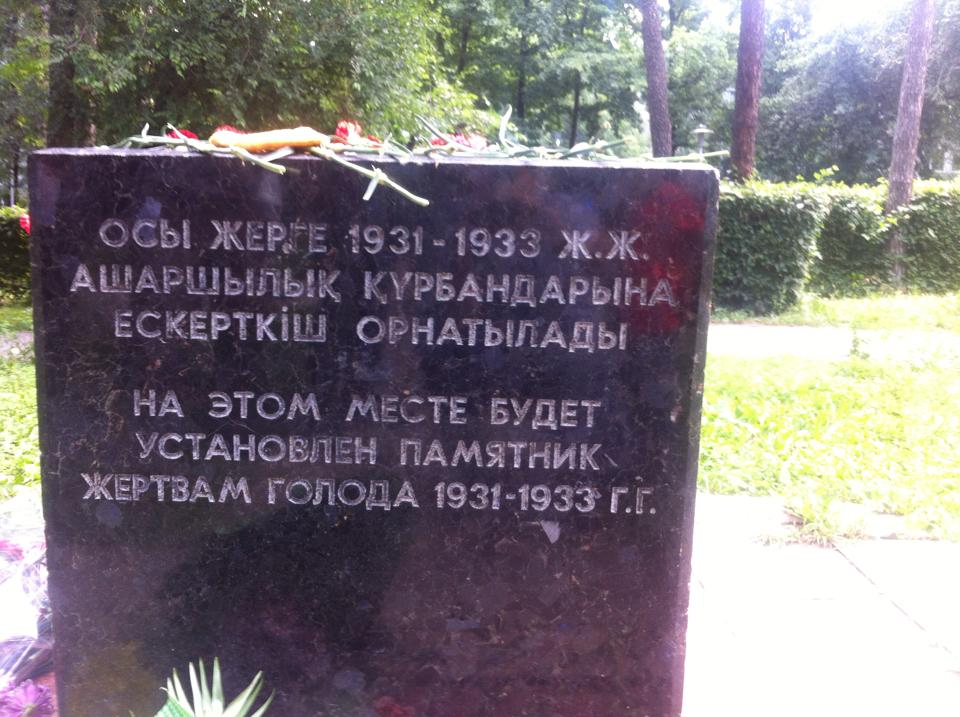 ОСЫ ЖЕРГЕ 1931-1933 Ж.Ж.
АШАРШЫЛЫҚ ҚҰРБАНДАРЫНА
ЕСКЕРТКІШ ОРНАТЫЛАДЫ
НА ЭТОМ МЕСТЕ БУДЕТ
УСТАНОВЛЕН ПАМЯТНИК
ЖЕРТВАМ ГОЛОДА 1931-1933 Г.Г.